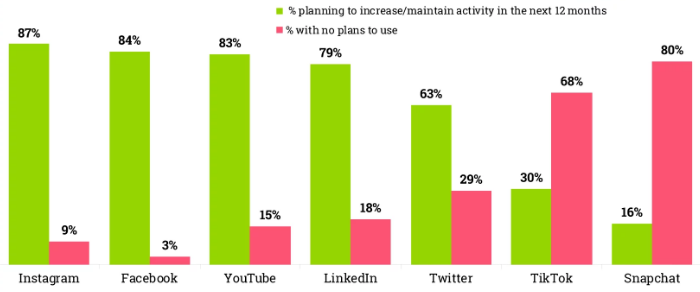 % planning to increase/maintain activity in the next 12 months
% with no plans to use
87% 84% 83% 79% 63% 30% 16%
9% 3% 15% 18% 29% 68% 80%
Instagram Facebook YouTube LinkedIn Twitter TikTok Snapchat